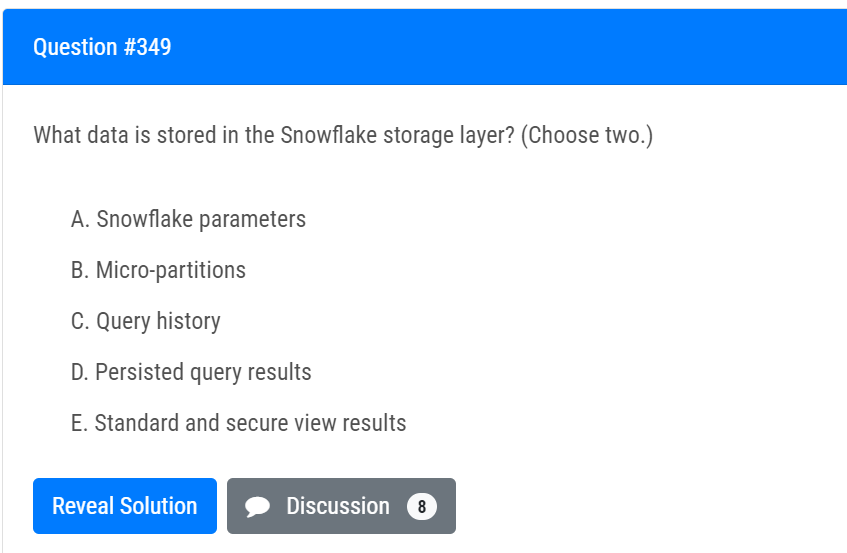 Question #349
What data is stored in the Snowflake storage layer? (Choose two.)
A. Snowflake parameters
B. Micro-partitions
C. Query history
D. Persisted query results
E. Standard and secure view results
Reveal Solution
Discussion 8